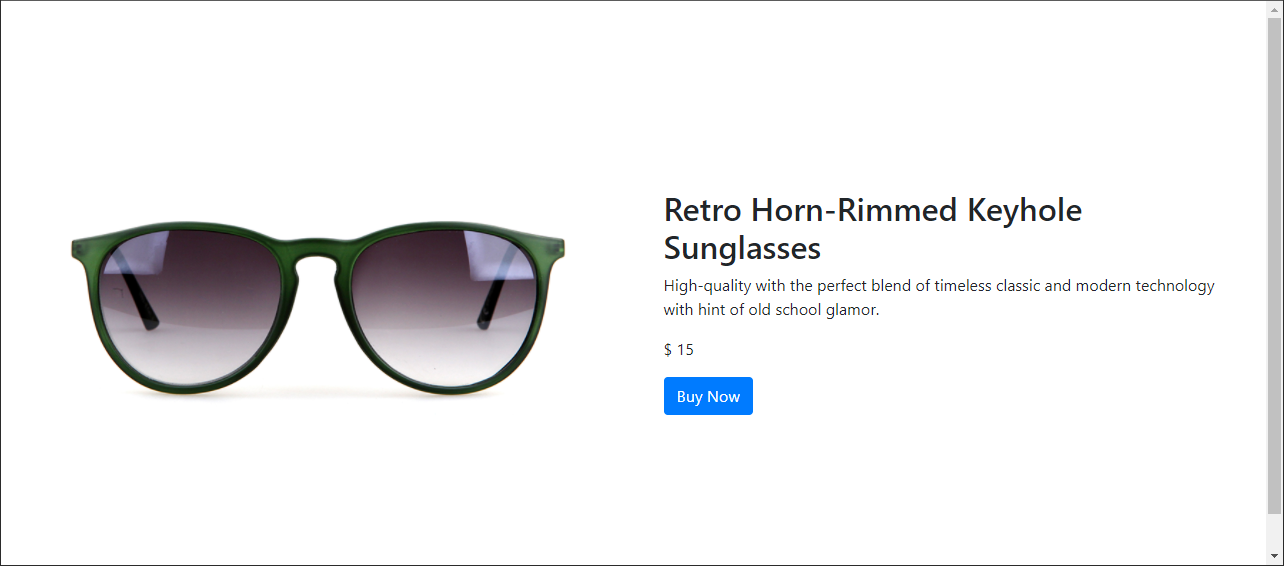 Retro Horn-Rimmed Keyhole
Sunglasses
High-quality with the perfect blend of timeless classic and modern technology
with hint of old school glamor.
$ 15
Buy Now